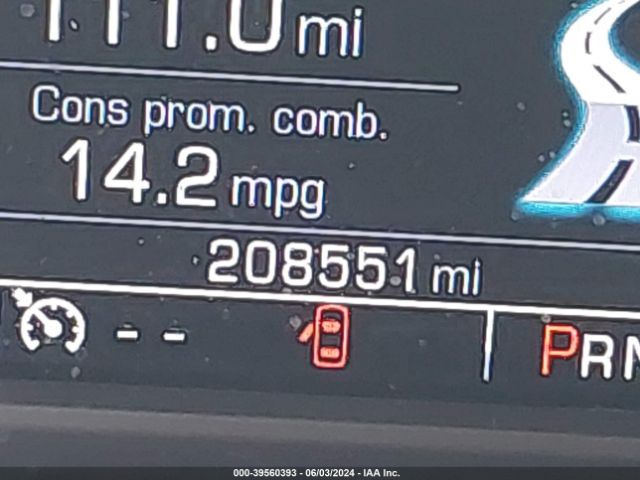 111.0 mi
Cons prom. comb.
14.2 mpg
208551 mi
-- PRN
000-39560393 - 06/03/2024 - IAA Inc.